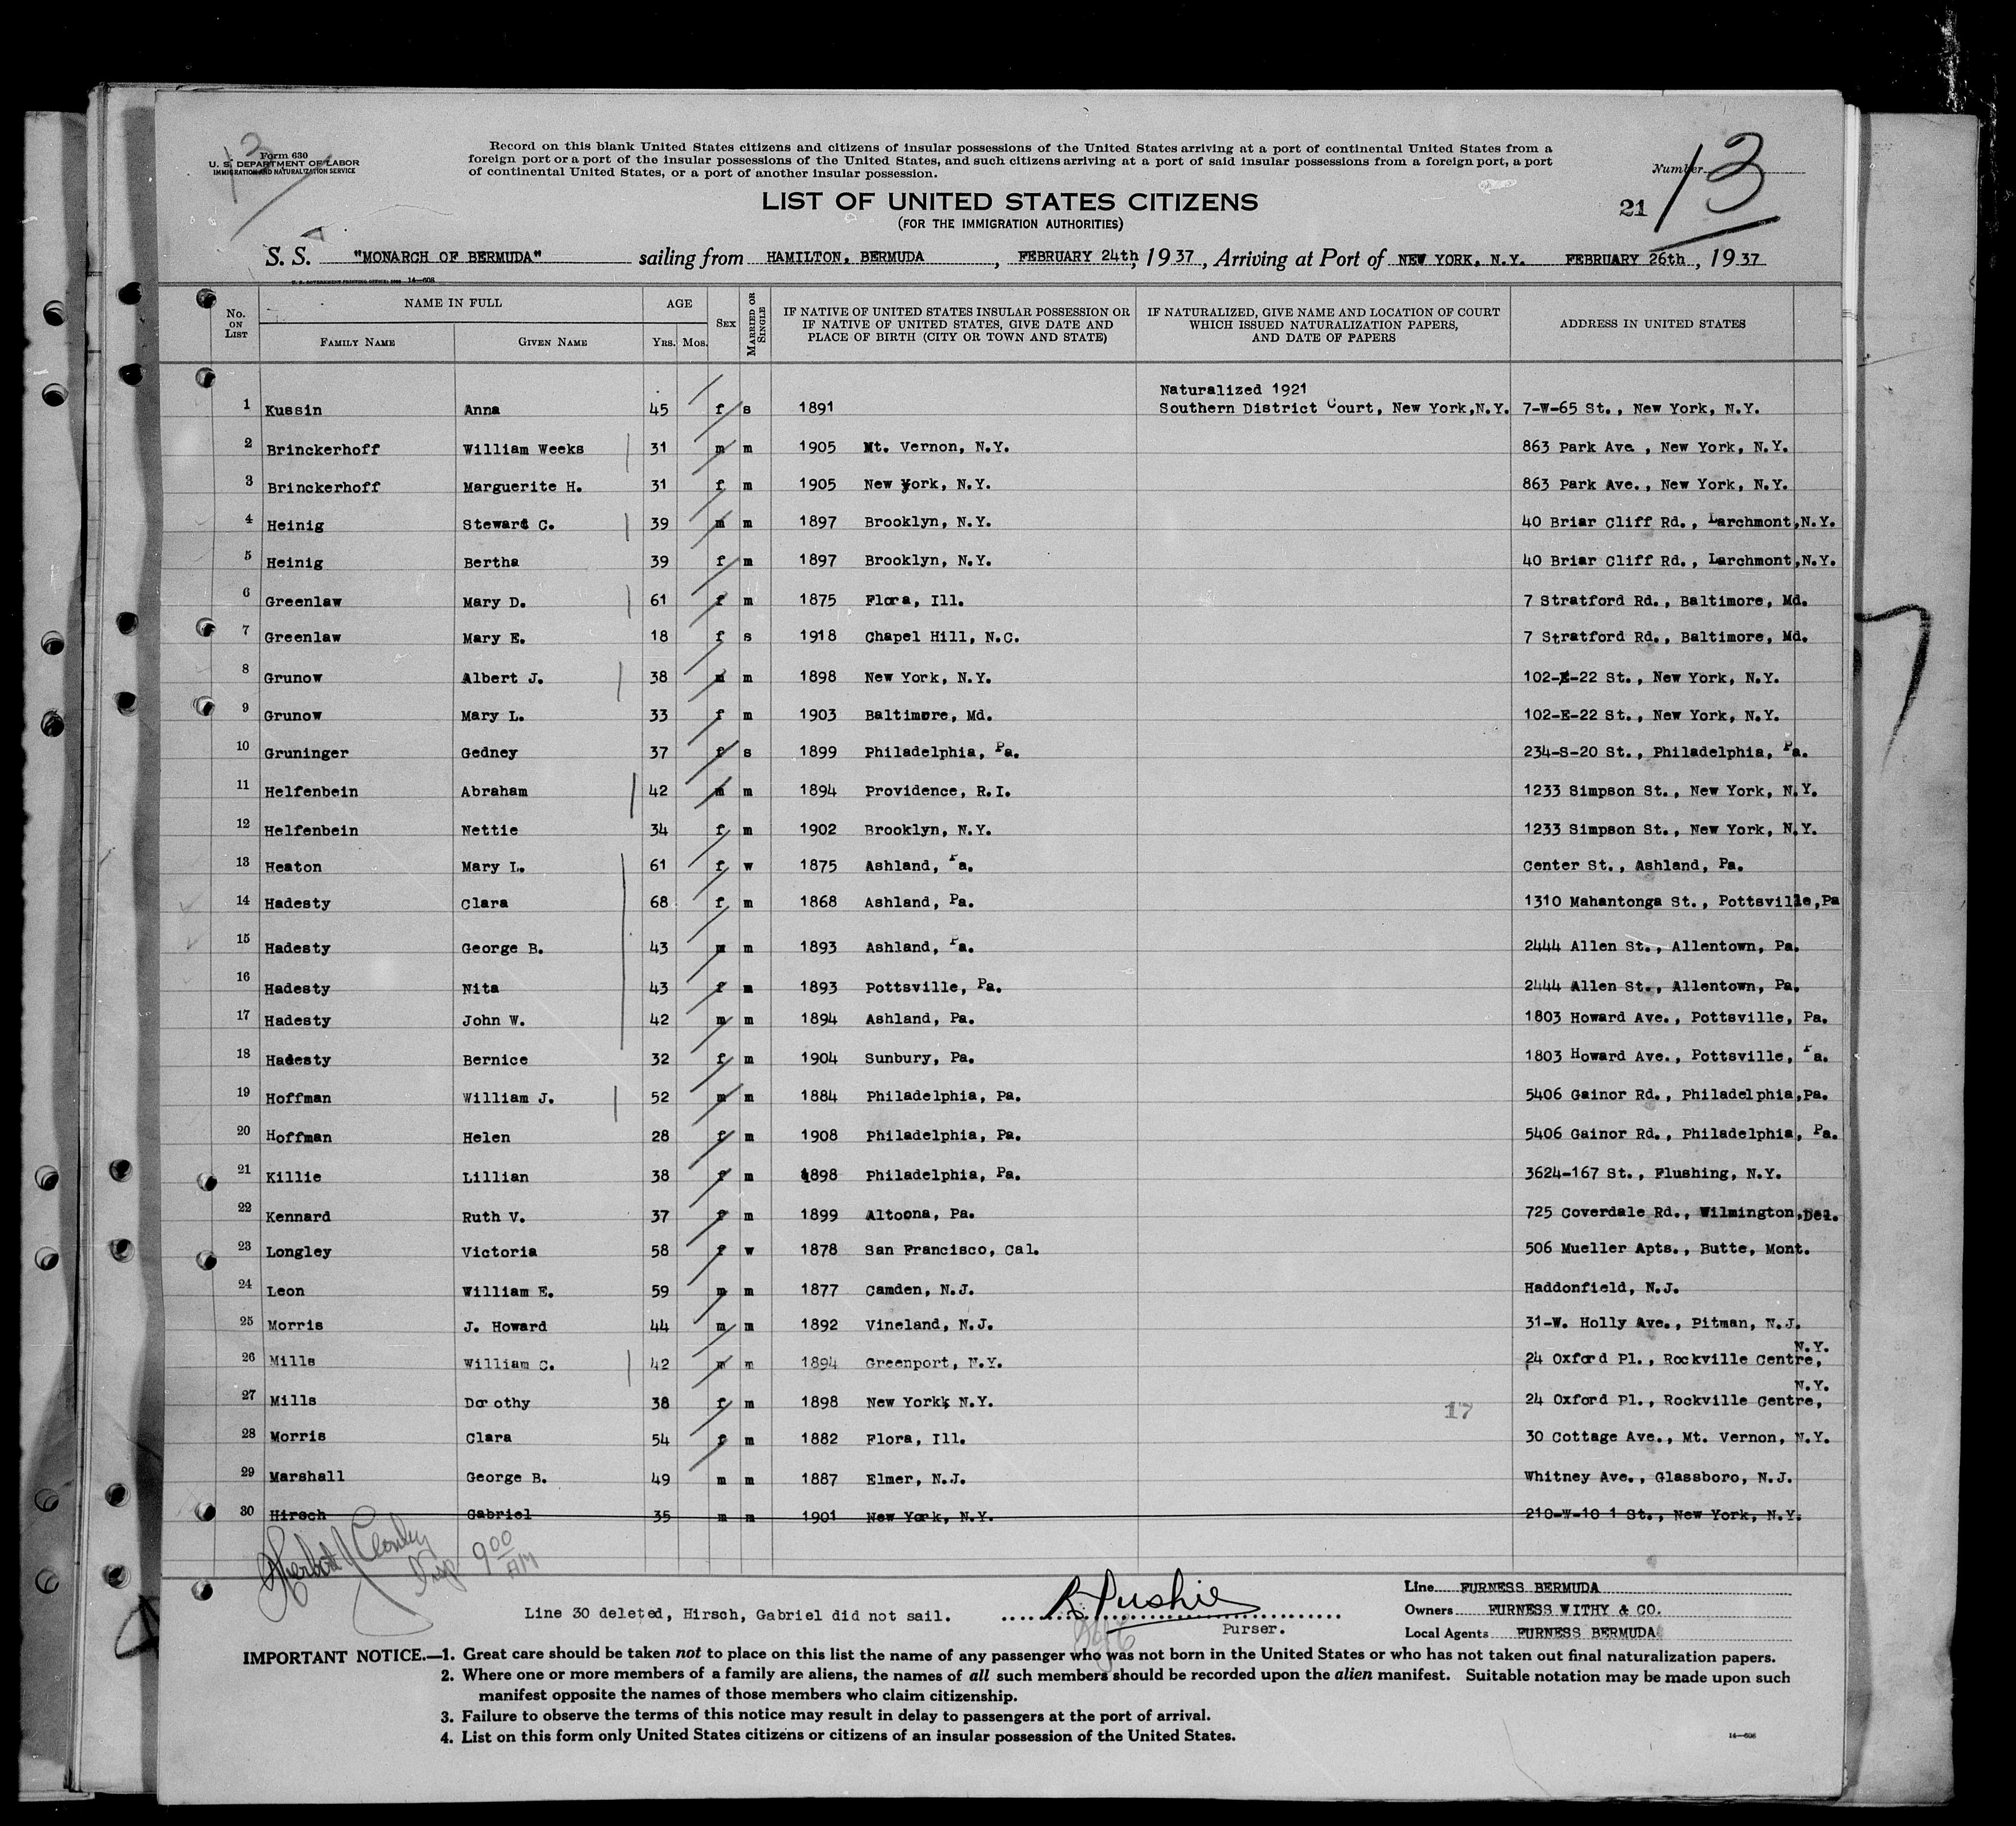 13
Form 630
U. S. DEPARTMENT OF LABOR
IMMIGRATION AND NATURALIZATION SERVICE
Record on this blank United States citizens and citizens of insular possessions of the United States arriving at a port of continental United States from a
foreign port or a port of the insular possessions of the United States, and such citizens arriving at a port of said insular possessions from a foreign port, a port
of continental United States, or a port of another insular possession.
Number 13
LIST OF UNITED STATES CITIZENS
21
(FOR THE IMMIGRATION AUTHORITIES)
S. S. "MONARCH OF BERMUDA" sailing from HAMILTON, BERMUDA, FEBRUARY 24th, 1937, Arriving at Port of NEW YORK, N.Y. FEBRUARY 26th, 1937
No. ON LIST NAME IN FULL AGE SEX MARRIED OR SINGLE IF NATIVE OF UNITED STATES INSULAR POSSESSION OR IF NATIVE OF UNITED STATES, GIVE DATE AND PLACE OF BIRTH (CITY OR TOWN AND STATE) IF NATURALIZED, GIVE NAME AND LOCATION OF COURT WHICH ISSUED NATURALIZATION PAPERS, AND DATE OF PAPERS ADDRESS IN UNITED STATES
FAMILY NAME GIVEN NAME YRS. MOS.
Naturalized 1921
1 Kussin Anna 45 f s 1891 Southern District Court, New York,N.Y. 7-W-65 St., New York, N.Y.
2 Brinckerhoff William Weeks 31 m m 1905 Mt. Vernon, N.Y. 863 Park Ave , New York, N.Y.
3 Brinckerhoff Marguerite H. 31 f m 1905 New york, N.Y. 863 Park Ave., New York, N.Y.
4 Heinig Steward C. 39 m m 1897 Brooklyn, N.Y. 40 Briar Cliff Rd., Larchmont,N.Y.
5 Heinig Bertha 39 f m 1897 Brooklyn, N.Y. 40 Briar Cliff Rd., Larchmont,N.Y.
6 Greenlaw Mary D. 61 f m 1875 Flora, Ill. 7 Stratford Rd., Baltimore, Md.
7 Greenlaw Mary E. 18 f s 1918 Chapel Hill, N.C. 7 Stratford Rd., Baltimore, Md.
8 Grunow Albert J. 38 m m 1898 New York, N.Y. 102-E-22 St., New York, N.Y.
9 Grunow Mary L. 33 f m 1903 Baltimore, Md. 102-E-22 St., New York, N.Y.
10 Gruninger Gedney 37 f s 1899 Philadelphia, Pa. 234-S-20 St., Philadelphia, Pa.
11 Helfenbein Abraham 42 m m 1894 Providence, R.I. 1233 Simpson St., New York, N.Y.
12 Helfenbein Nettie 34 f m 1902 Brooklyn, N.Y. 1233 Simpson St., New York, N.Y.
13 Heaton Mary L. 61 f w 1875 Ashland, Pa. Center St., Ashland, Pa.
14 Hadesty Clara 68 f m 1868 Ashland, Pa. 1310 Mahantonga St., Pottsville,Pa
15 Hadesty George B. 43 m m 1893 Ashland, Pa. 2444 Allen St., Allentown, Pa.
16 Hadesty Nita 43 f m 1893 Pottsville, Pa. 2444 Allen St., Allentown, Pa.
17 Hadesty John W. 42 m m 1894 Ashland, Pa. 1803 Howard Ave., Pottsville, Pa.
18 Hadesty Bernice 32 f m 1904 Sunbury, Pa. 1803 Howard Ave., Pottsville, Pa.
19 Hoffman William J. 52 m m 1884 Philadelphia, Pa. 5406 Gainor Rd., Philadelphia,Pa.
20 Hoffman Helen 28 f m 1908 Philadelphia, Pa. 5406 Gainor Rd., Philadelphia, Pa.
21 Killie Lillian 38 f m 1898 Philadelphia, Pa. 3624-167 St., Flushing, N.Y.
22 Kennard Ruth V. 37 f m 1899 Altoona, Pa. 725 Coverdale Rd., Wilmington,Del.
23 Longley Victoria 58 f w 1878 San Francisco, Cal. 506 Mueller Apts., Butte, Mont.
24 Leon William E. 59 m m 1877 Camden, N.J. Haddonfield, N.J.
25 Morris J. Howard 44 m m 1892 Vineland, N.J. 31-W. Holly Ave., Pitman, N.J.
N.Y.
26 Mills William C. 42 m m 1894 Greenport, N.Y. 24 Oxford Pl., Rockville Centre,
N.Y.
27 Mills Dorothy 38 f m 1898 New Yorkk N.Y. 24 Oxford Pl., Rockville Centre,
17
28 Morris Clara 54 f m 1882 Flora, Ill. 30 Cottage Ave., Mt. Vernon, N.Y.
29 Marshall George B. 49 m m 1887 Elmer, N.J. Whitney Ave., Glassboro, N.J.
30 Hirsch Gabriel 35 m m 1901 New York, N.Y. 210-W-10 1 St., New York, N.Y.
Insp 9 00 AM
Line 30 deleted, Hirsch, Gabriel did not sail.
R. Pushie
Purser.
Line FURNESS BERMUDA
Owners FURNESS WITHY & CO.
Local Agents FURNESS BERMUDA
IMPORTANT NOTICE.—1. Great care should be taken not to place on this list the name of any passenger who was not born in the United States or who has not taken out final naturalization papers.
2. Where one or more members of a family are aliens, the names of all such members should be recorded upon the alien manifest. Suitable notation may be made upon such
manifest opposite the names of those members who claim citizenship.
3. Failure to observe the terms of this notice may result in delay to passengers at the port of arrival.
4. List on this form only United States citizens or citizens of an insular possession of the United States.
14—608